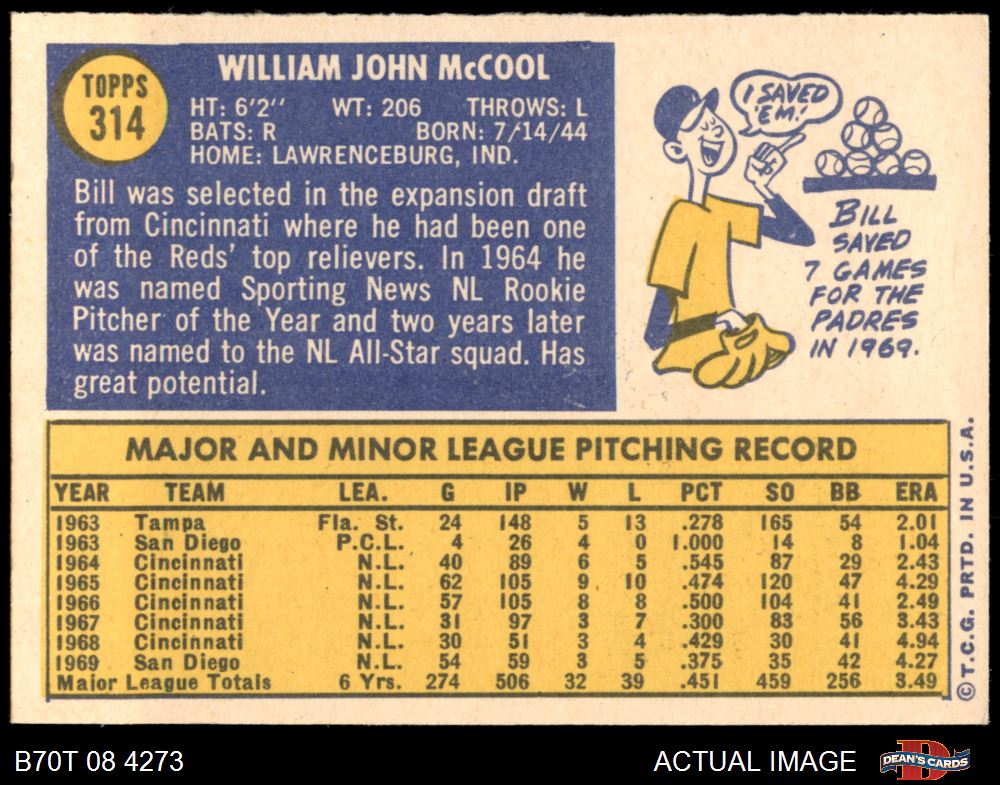 TOPPS
314
WILLIAM JOHN McCOOL
HT: 6'2" WT: 206 THROWS: L
BATS: R BORN: 7/14/44
HOME: LAWRENCEBURG, IND.
Bill was selected in the expansion draft
from Cincinnati where he had been one
of the Reds' top relievers. In 1964 he
was named Sporting News NL Rookie
Pitcher of the Year and two years later
was named to the NL All-Star squad. Has
great potential.
I SAVED
'EM!
BILL
SAVED
7 GAMES
FOR THE
PADRES
IN 1969.
MAJOR AND MINOR LEAGUE PITCHING RECORD
YEAR TEAM LEA. G IP W L PCT SO BB ERA
1963 Tampa Fla. St. 24 148 5 13 .278 165 54 2.01
1963 San Diego P.C.L. 4 26 4 0 1.000 14 8 1.04
1964 Cincinnati N.L. 40 89 6 5 .545 87 29 2.43
1965 Cincinnati N.L. 62 105 9 10 .474 120 47 4.29
1966 Cincinnati N.L. 57 105 8 8 .500 104 41 2.49
1967 Cincinnati N.L. 31 97 3 7 .300 83 56 3.43
1968 Cincinnati N.L. 30 51 3 4 .429 30 41 4.94
1969 San Diego N.L. 54 59 3 5 .375 35 42 4.27
Major League Totals 6 Yrs. 274 506 32 39 .451 459 256 3.49
© T.C.G. PRTD. IN U.S.A.
B70T 08 4273
ACTUAL IMAGE
D
DEAN'S CARDS